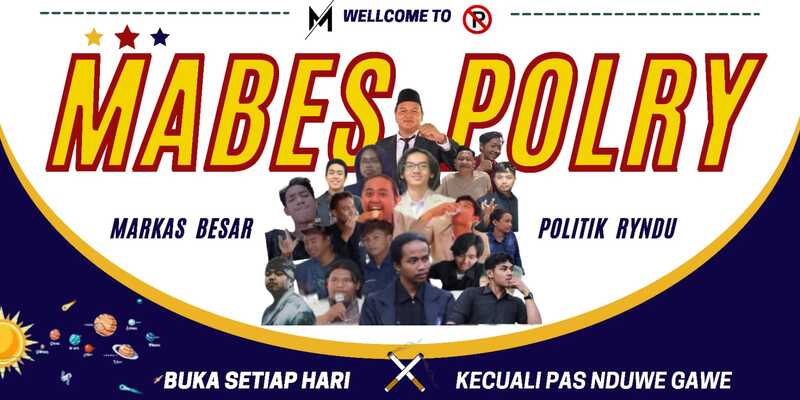 M WELLCOME TO P
MABES POLRY
MARKAS BESAR
POLITIK RYNDU
BUKA SETIAP HARI
KECUALI PAS NDUWE GAWE